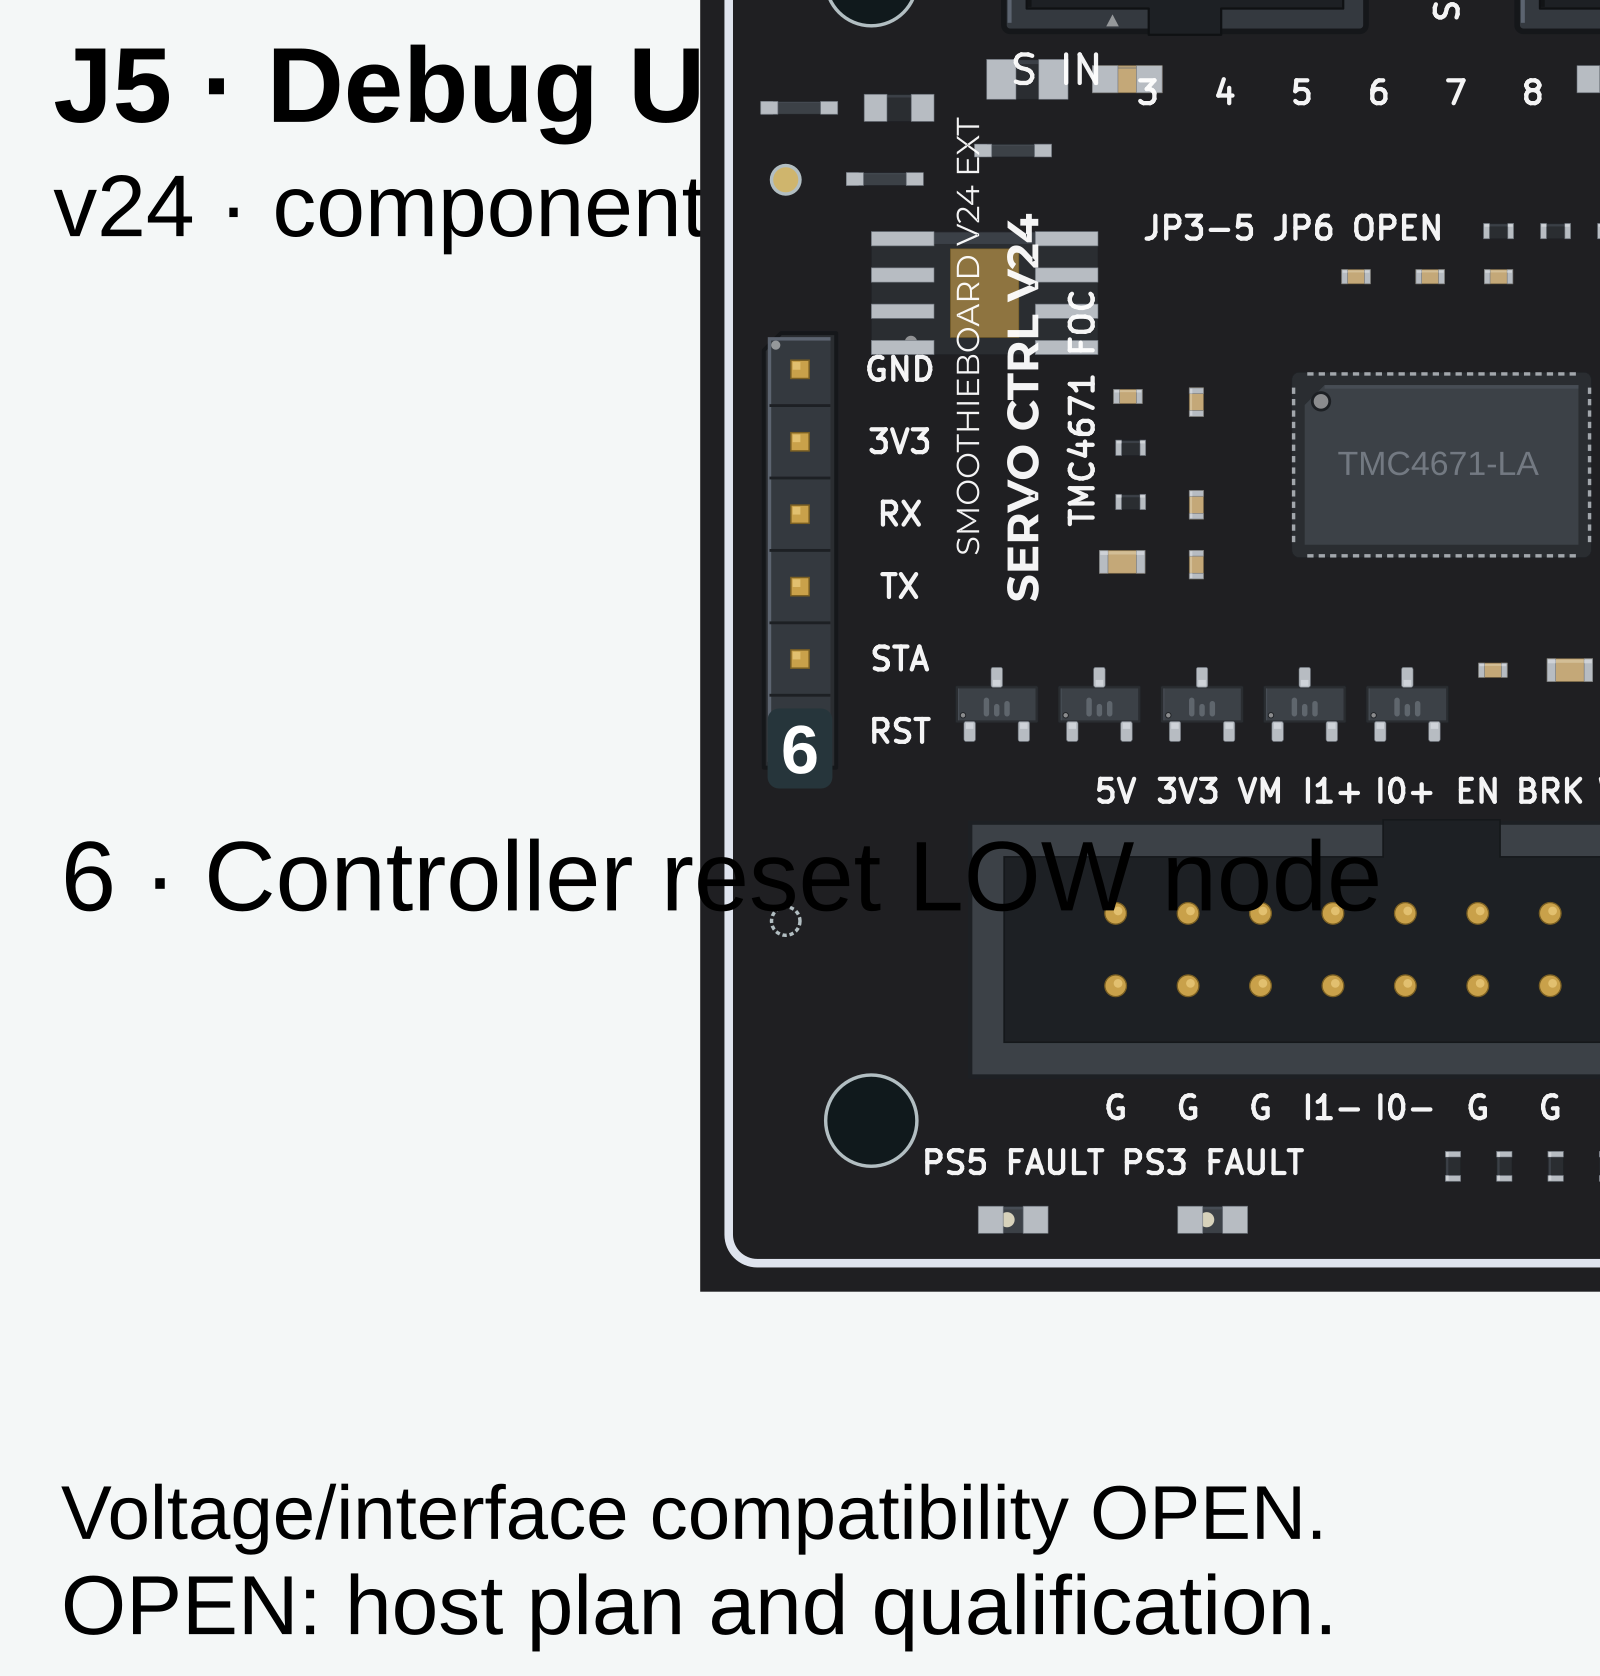 J5 · Debug U
v24 · component
S
S IN
3 4 5 6 7 8
JP3-5 JP6 OPEN
SMOOTHIEBOARD V24 EXT
SERVO CTRL V24
TMC4671 FOC
GND
3V3
RX
TX
STA
RST
TMC4671-LA
6
5V 3V3 VM I1+ I0+ EN BRK
6 · Controller reset LOW node
G G G I1- I0- G G
PS5 FAULT PS3 FAULT
Voltage/interface compatibility OPEN.
OPEN: host plan and qualification.